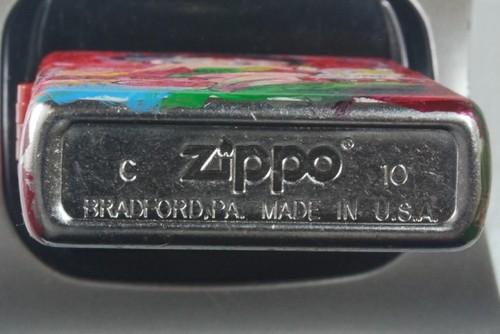 C zippo® 10
BRADFORD,PA. MADE IN U.S.A.